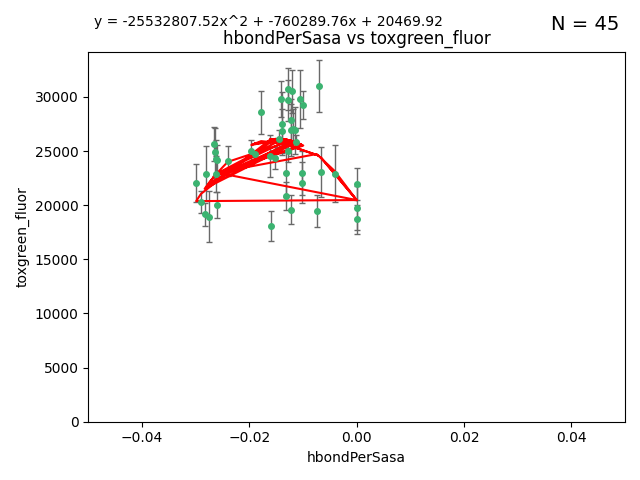 y = -25532807.52x^2 + -760289.76x + 20469.92
N = 45
hbondPerSasa vs toxgreen_fluor
toxgreen_fluor
30000
25000
20000
15000
10000
5000
0
−0.04
−0.02
0.00
0.02
0.04
hbondPerSasa